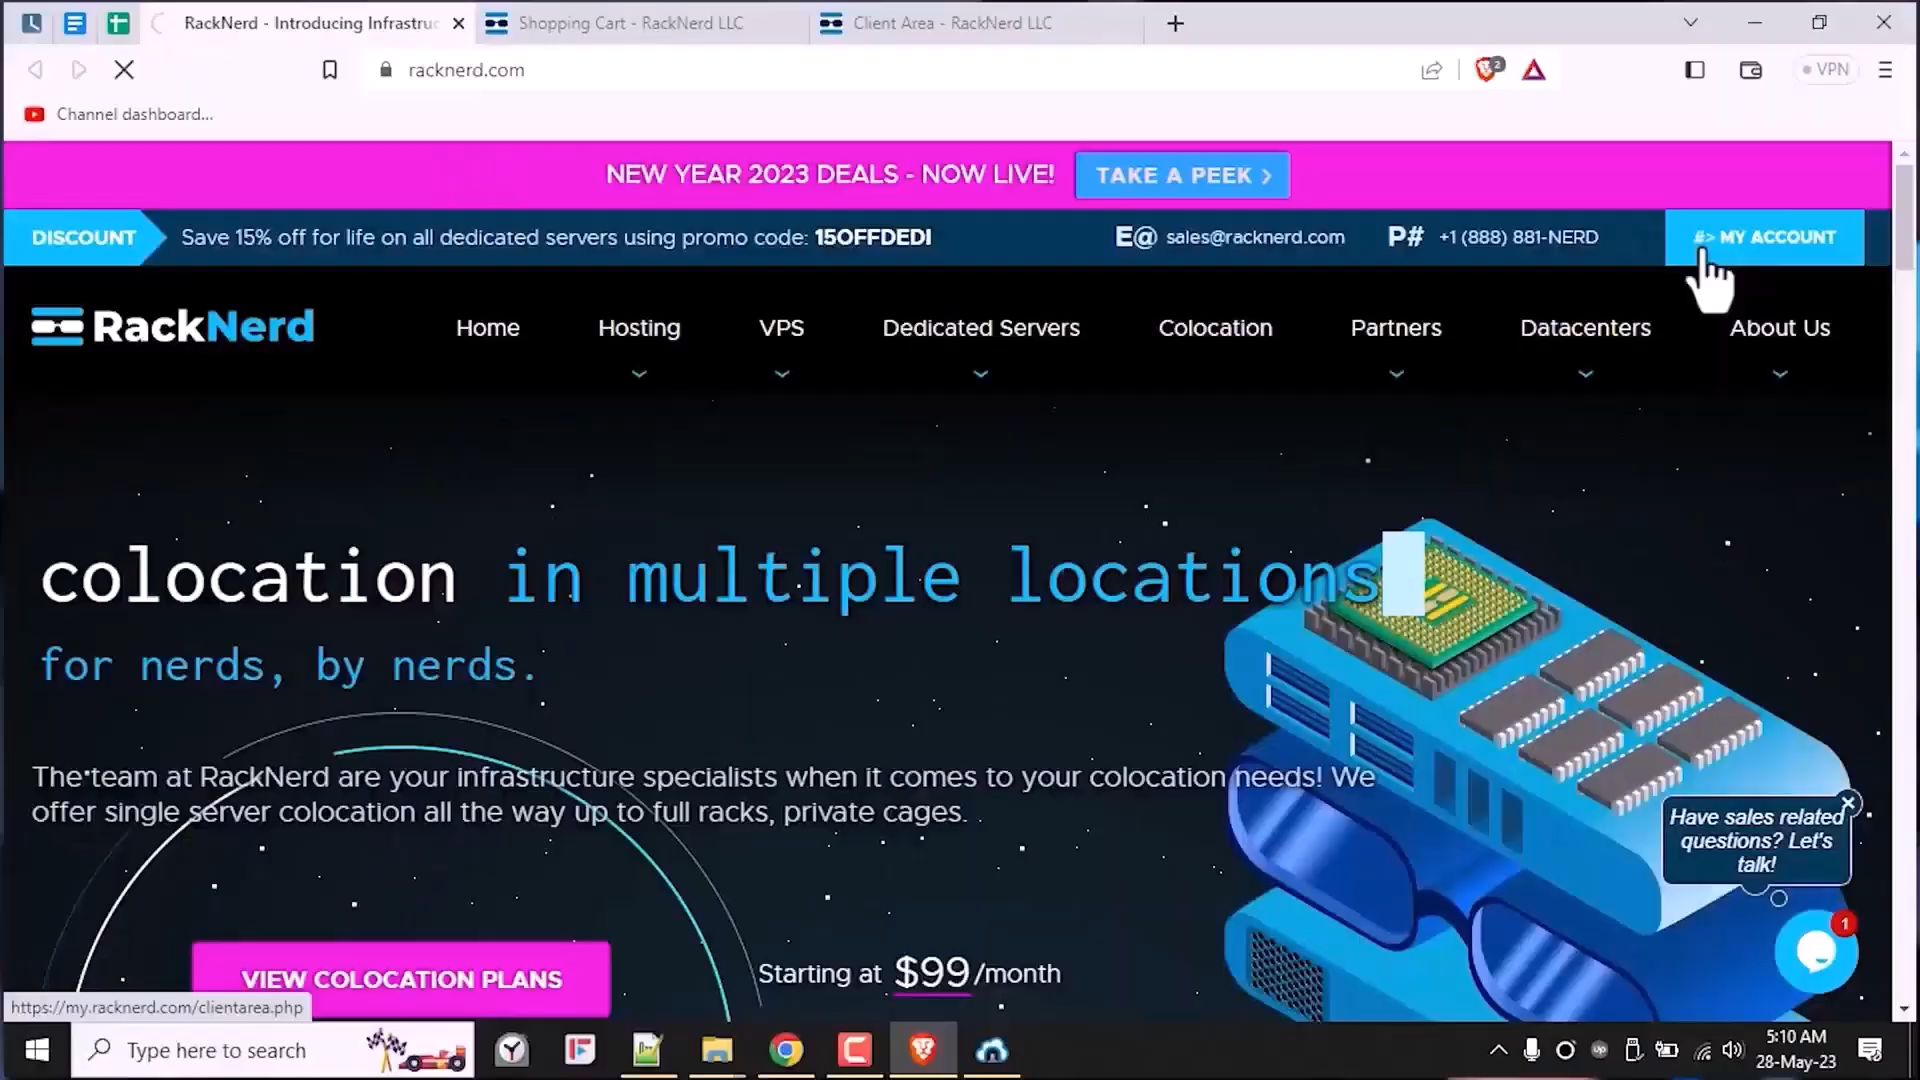 RackNerd - Introducing Infrastruc
Shopping Cart - RackNerd LLC
Client Area - RackNerd LLC
racknerd.com
2
VPN
Channel dashboard...
NEW YEAR 2023 DEALS - NOW LIVE!
TAKE A PEEK >
DISCOUNT
Save 15% off for life on all dedicated servers using promo code: 15OFFDEDI
E@ sales@racknerd.com
P# +1 (888) 881-NERD
#> MY ACCOUNT
RackNerd
Home
Hosting
VPS
Dedicated Servers
Colocation
Partners
Datacenters
About Us
colocation in multiple locations
for nerds, by nerds.
The team at RackNerd are your infrastructure specialists when it comes to your colocation needs! We
offer single server colocation all the way up to full racks, private cages.
Have sales related
questions? Let's
talk!
1
VIEW COLOCATION PLANS
Starting at $99/month
https://my.racknerd.com/clientarea.php
Type here to search
up
5:10 AM
28-May-23